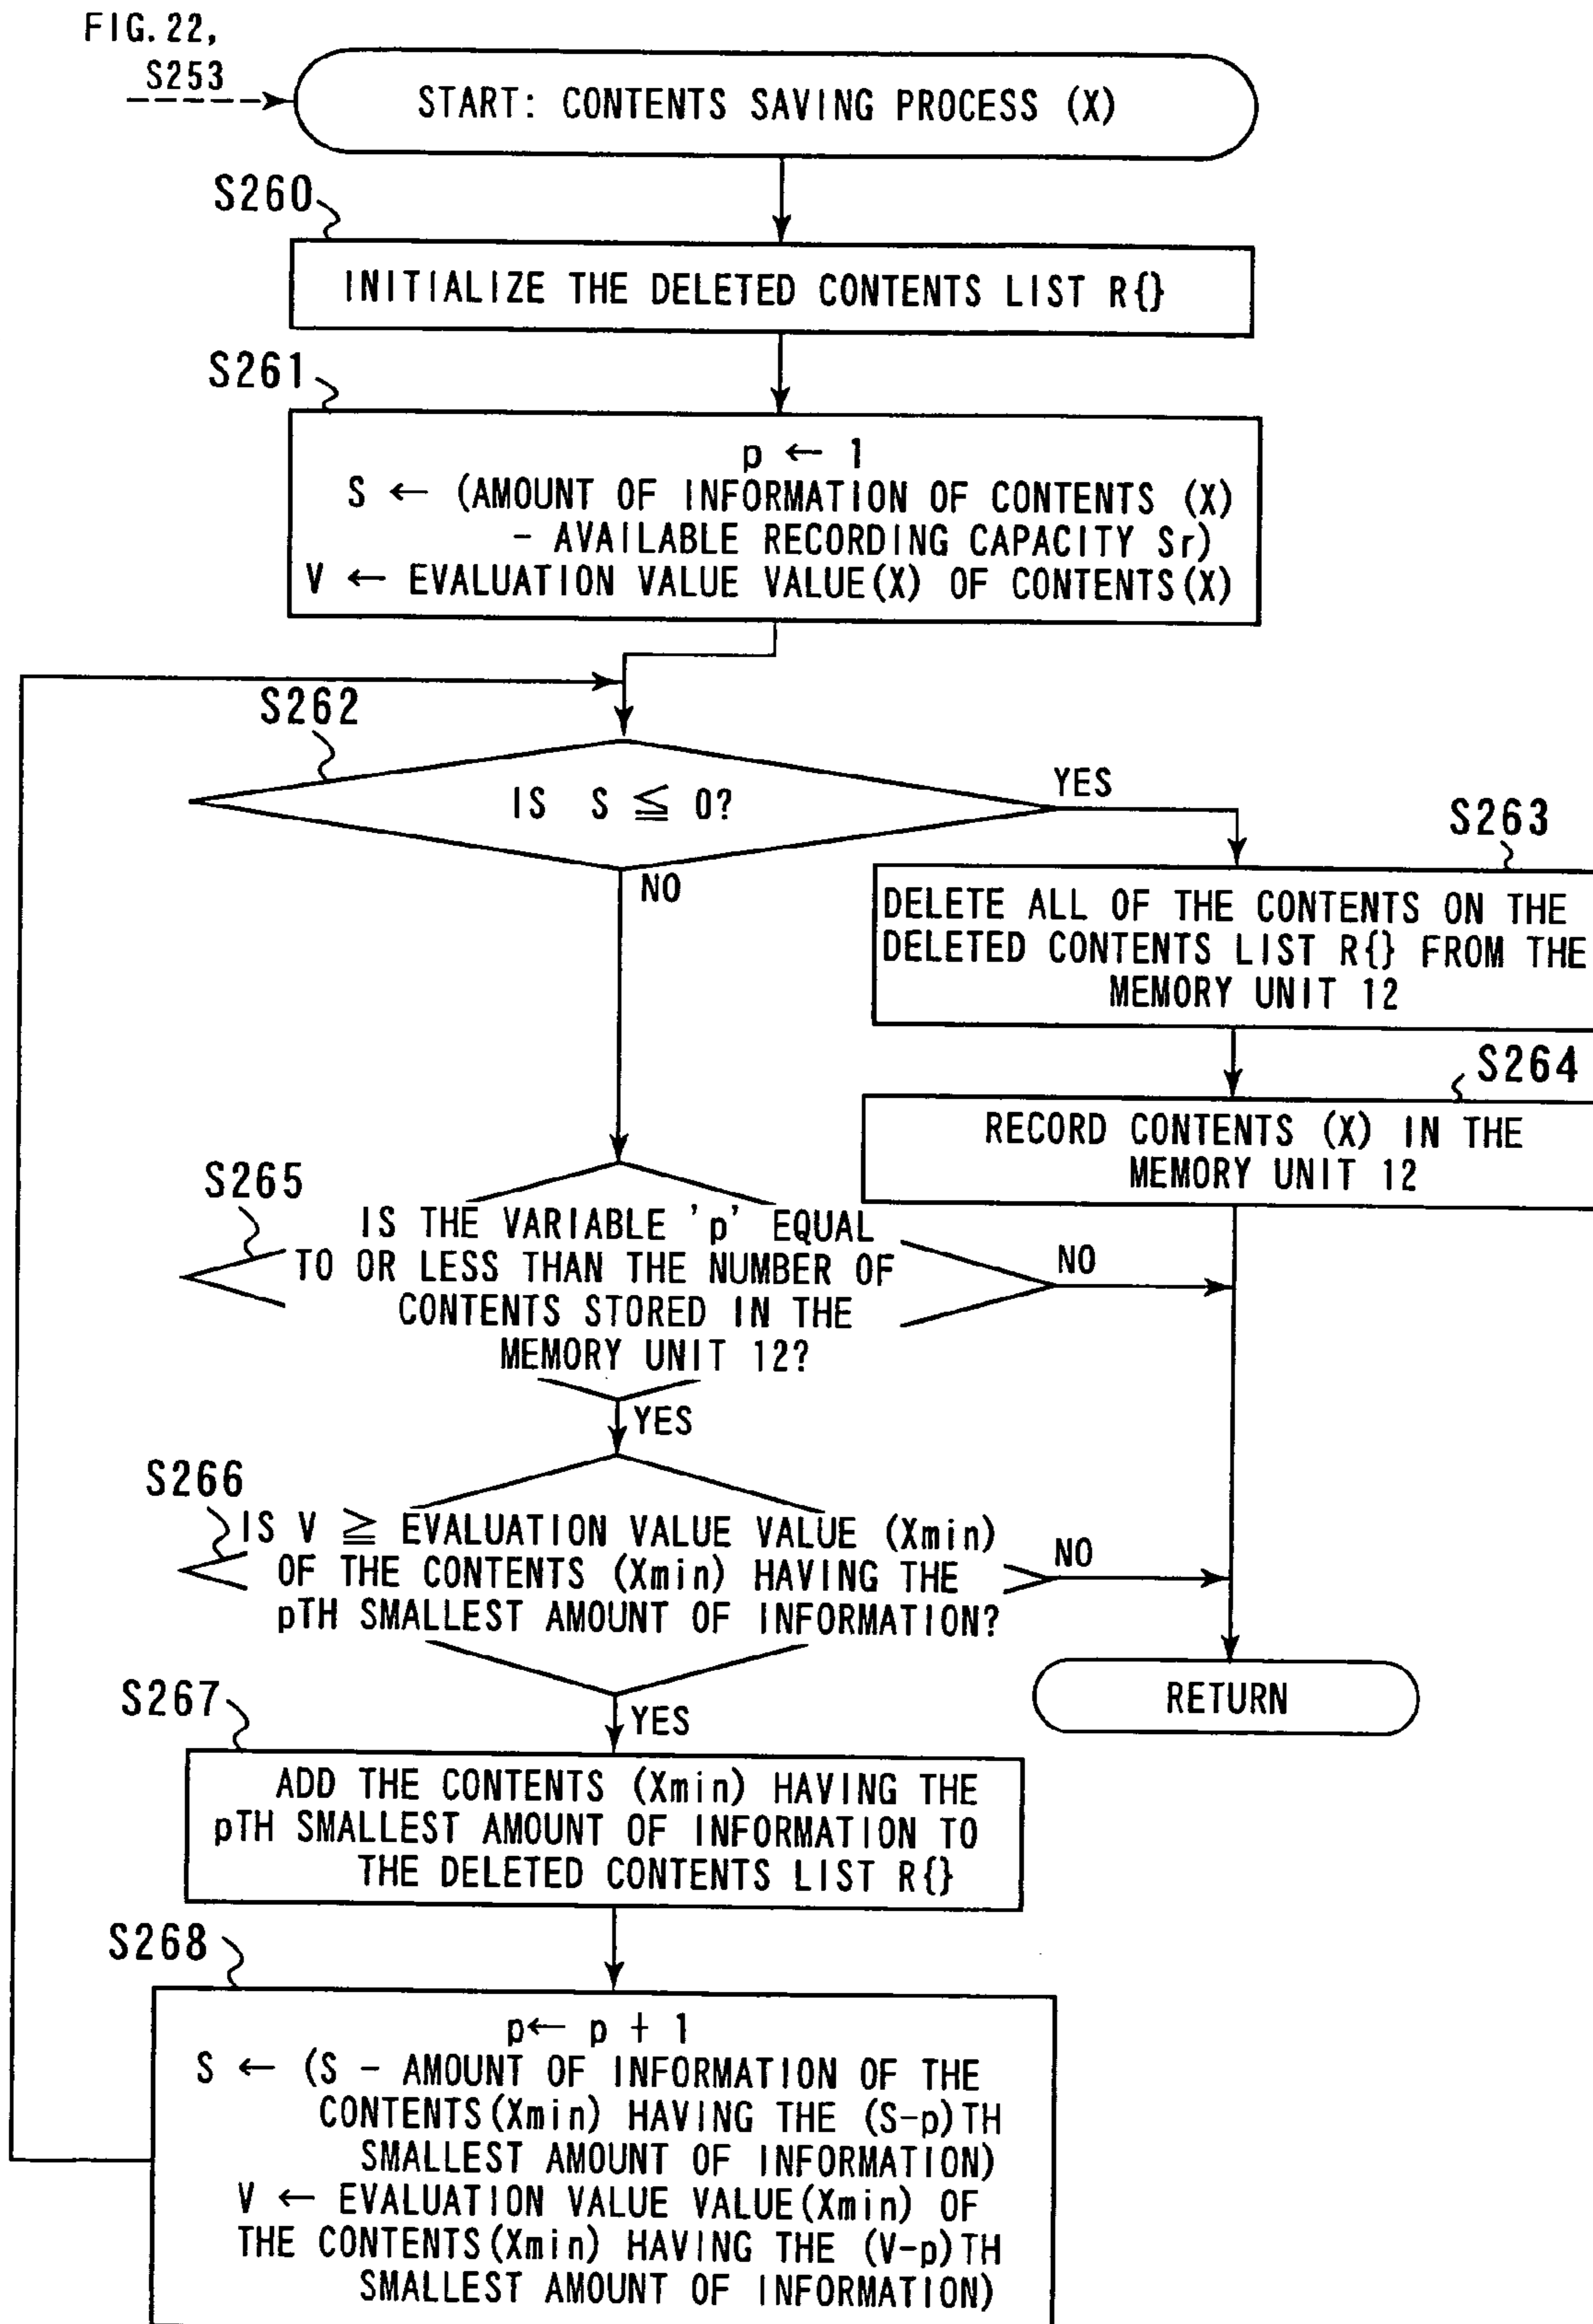 FIG. 22,
S253
START: CONTENTS SAVING PROCESS (X)
S260
INITIALIZE THE DELETED CONTENTS LIST R{}
S261
p ← 1
S ← (AMOUNT OF INFORMATION OF CONTENTS (X)
- AVAILABLE RECORDING CAPACITY Sr)
V ← EVALUATION VALUE VALUE(X) OF CONTENTS(X)
S262
IS S ≦ 0?
YES
NO
S263
DELETE ALL OF THE CONTENTS ON THE
DELETED CONTENTS LIST R{} FROM THE
MEMORY UNIT 12
S264
RECORD CONTENTS (X) IN THE
MEMORY UNIT 12
S265
IS THE VARIABLE 'p' EQUAL
TO OR LESS THAN THE NUMBER OF
CONTENTS STORED IN THE
MEMORY UNIT 12?
NO
YES
S266
IS V ≧ EVALUATION VALUE VALUE (Xmin)
OF THE CONTENTS (Xmin) HAVING THE
pTH SMALLEST AMOUNT OF INFORMATION?
NO
YES
RETURN
S267
ADD THE CONTENTS (Xmin) HAVING THE
pTH SMALLEST AMOUNT OF INFORMATION TO
THE DELETED CONTENTS LIST R{}
S268
p← p + 1
S ← (S - AMOUNT OF INFORMATION OF THE
CONTENTS(Xmin) HAVING THE (S-p)TH
SMALLEST AMOUNT OF INFORMATION)
V ← EVALUATION VALUE VALUE(Xmin) OF
THE CONTENTS(Xmin) HAVING THE (V-p)TH
SMALLEST AMOUNT OF INFORMATION)